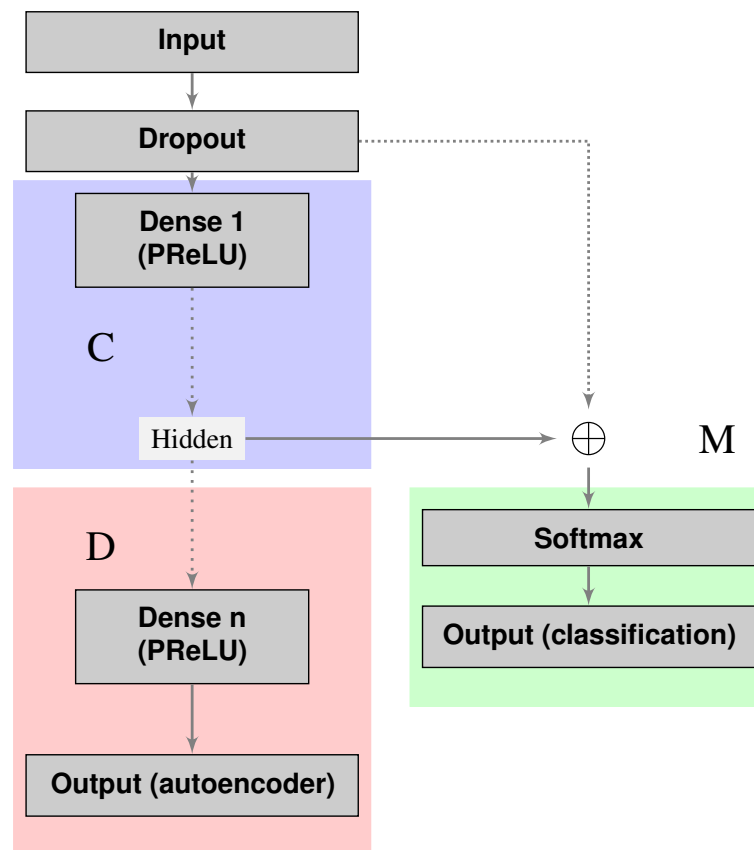 Input
Dropout
Dense 1
(PReLU)
C
Hidden
M
D
Softmax
Output (classification)
Dense n
(PReLU)
Output (autoencoder)